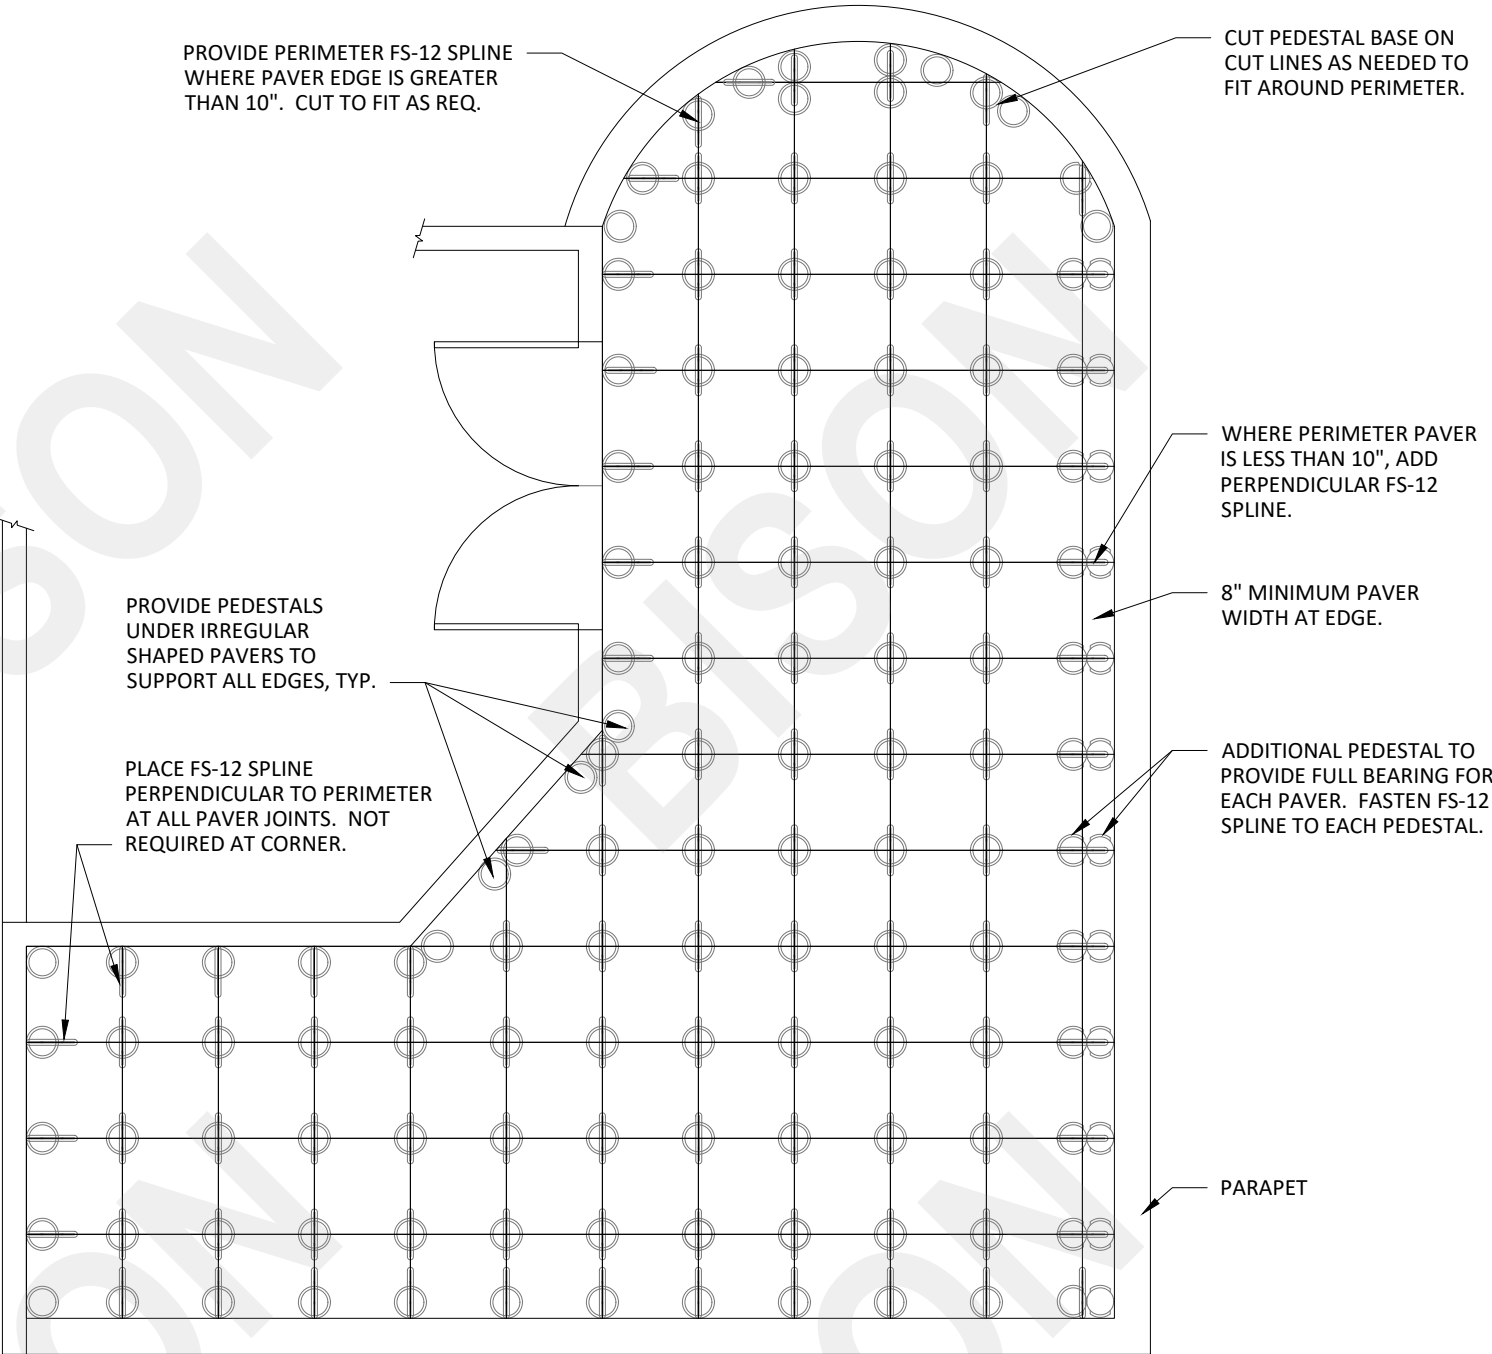 PROVIDE PERIMETER FS-12 SPLINE
WHERE PAVER EDGE IS GREATER
THAN 10". CUT TO FIT AS REQ.
CUT PEDESTAL BASE ON
CUT LINES AS NEEDED TO
FIT AROUND PERIMETER.
WHERE PERIMETER PAVER
IS LESS THAN 10", ADD
PERPENDICULAR FS-12
SPLINE.
8" MINIMUM PAVER
WIDTH AT EDGE.
PROVIDE PEDESTALS
UNDER IRREGULAR
SHAPED PAVERS TO
SUPPORT ALL EDGES, TYP.
PLACE FS-12 SPLINE
PERPENDICULAR TO PERIMETER
AT ALL PAVER JOINTS. NOT
REQUIRED AT CORNER.
ADDITIONAL PEDESTAL TO
PROVIDE FULL BEARING FOR
EACH PAVER. FASTEN FS-12
SPLINE TO EACH PEDESTAL.
PARAPET
SON
BISON
ON
ON